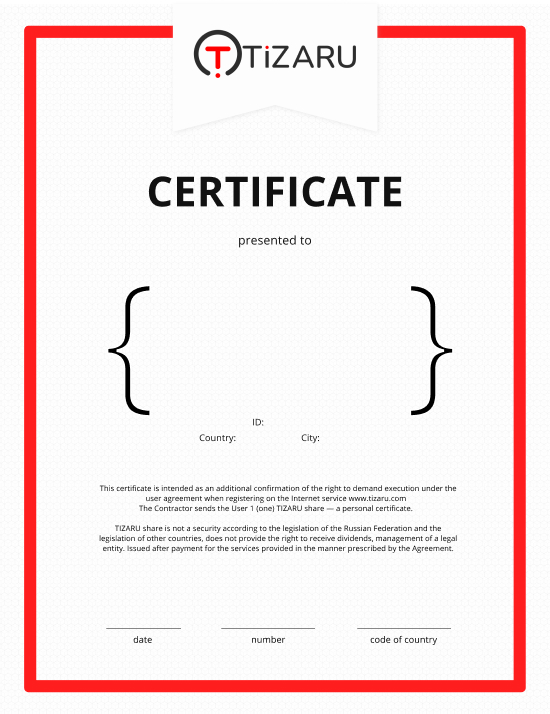 TiZARU
CERTIFICATE
presented to
{ }
ID:
Country: City:
This certificate is intended as an additional confirmation of the right to demand execution under the
user agreement when registering on the Internet service www.tizaru.com
The Contractor sends the User 1 (one) TIZARU share — a personal certificate.
TIZARU share is not a security according to the legislation of the Russian Federation and the
legislation of other countries, does not provide the right to receive dividends, management of a legal
entity. Issued after payment for the services provided in the manner prescribed by the Agreement.
date number code of country